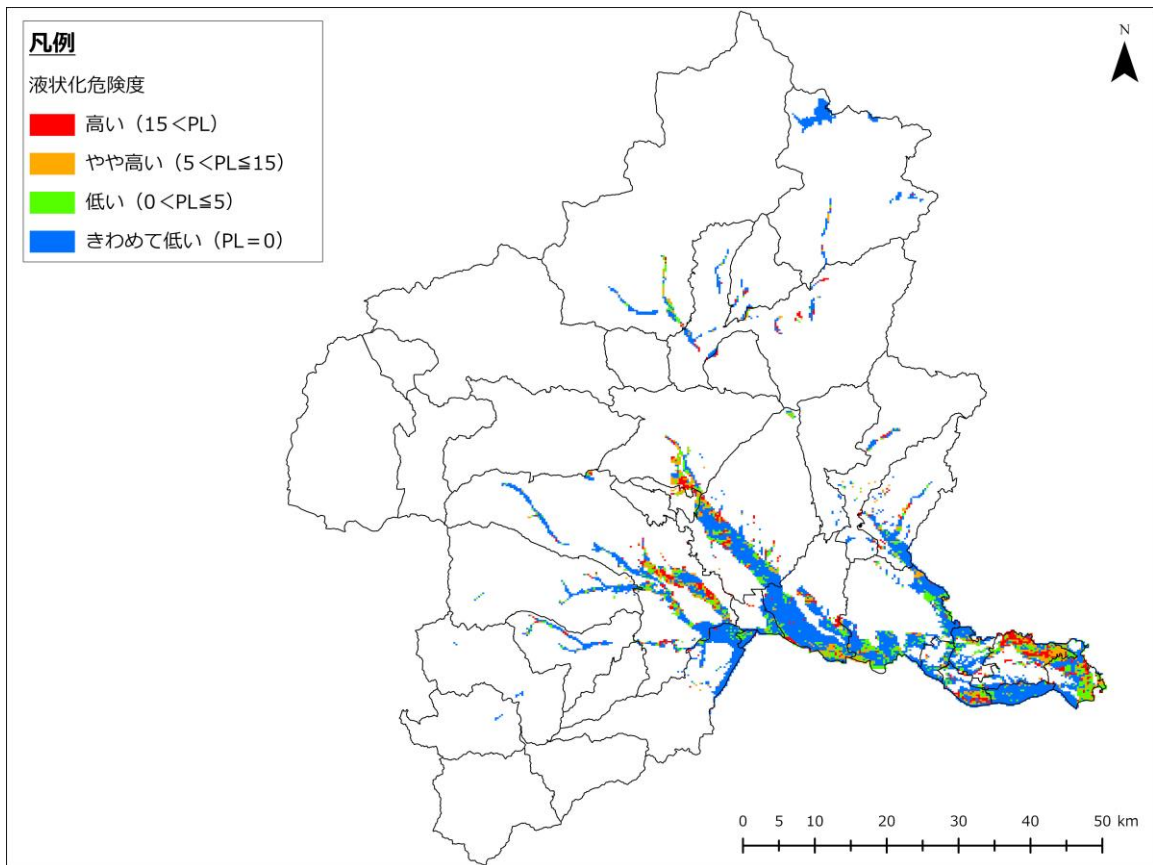 凡例
液状化危険度
高い（15＜PL）
やや高い（5＜PL≦15）
低い（0＜PL≦5）
きわめて低い（PL＝0）
N
0 5 10 20 30 40 50 km